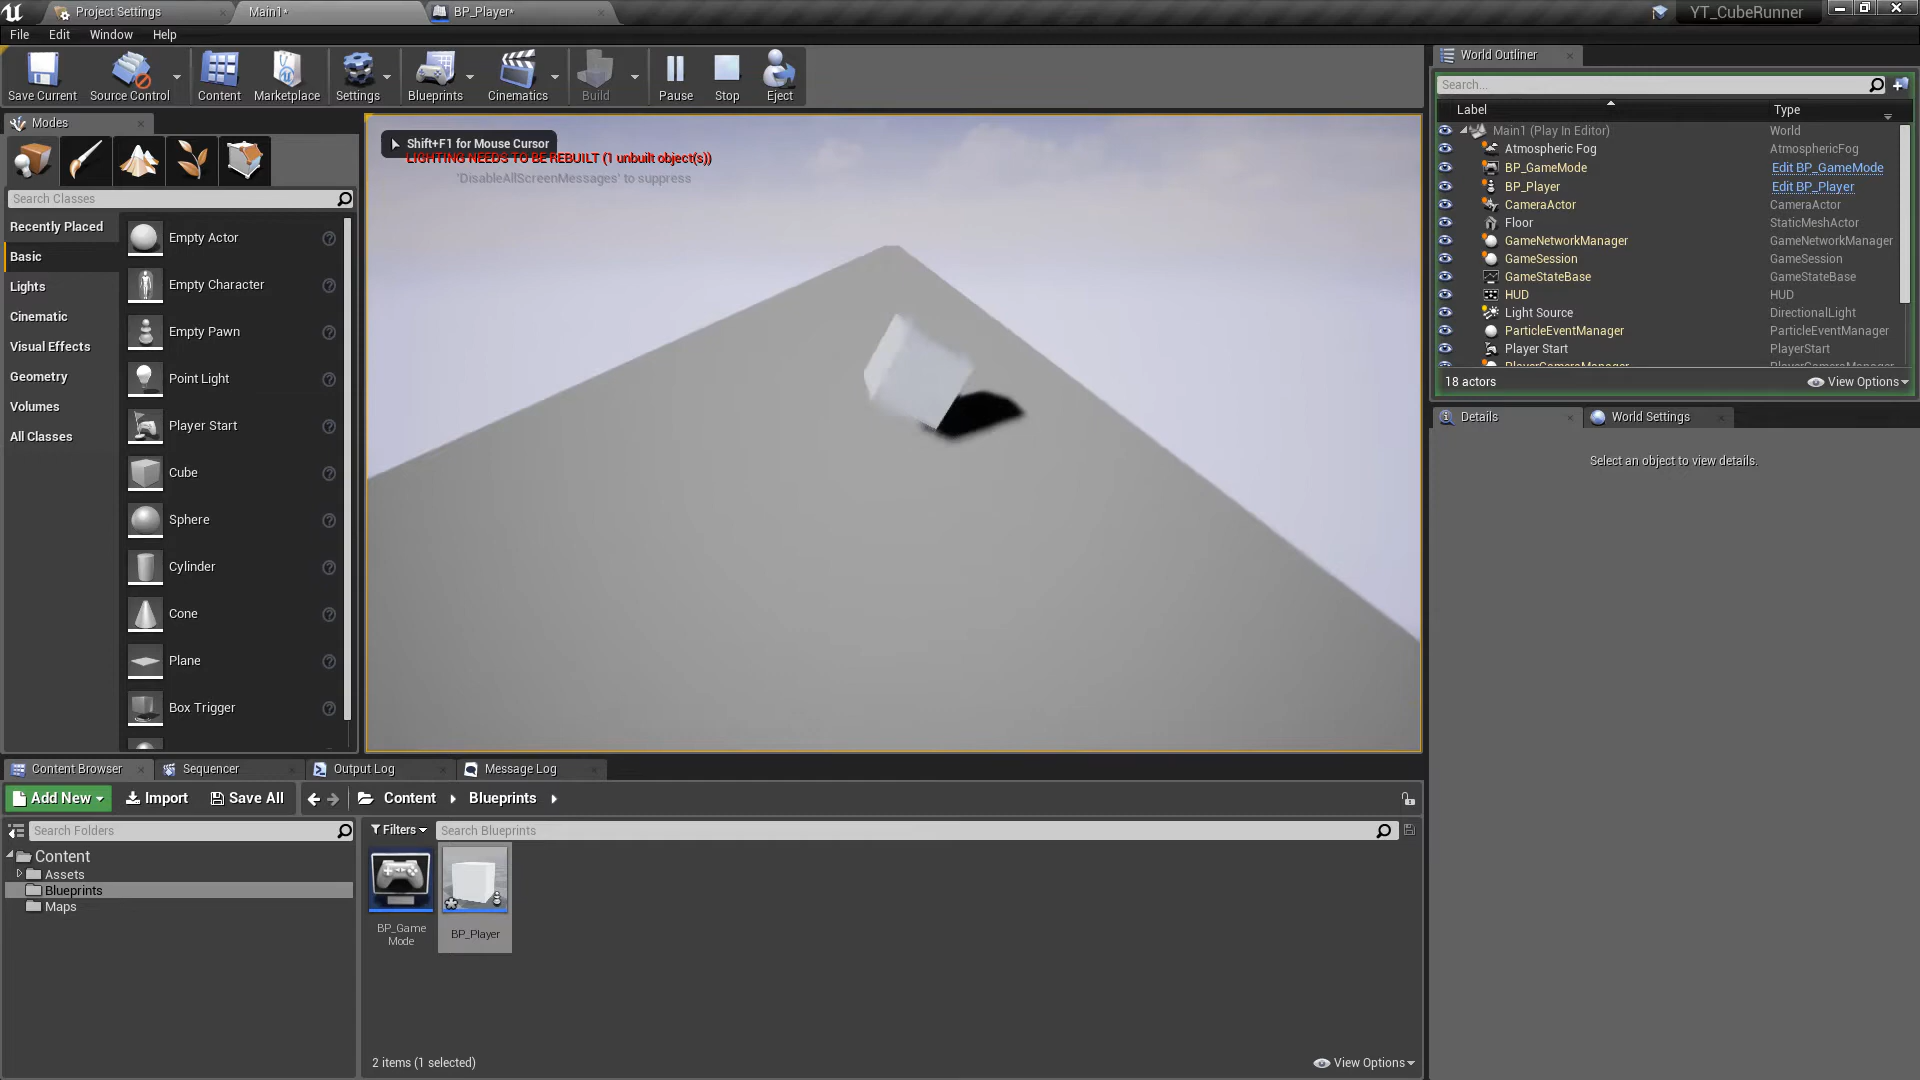 Project Settings
Main1*
BP_Player*
YT_CubeRunner
File Edit Window Help
Save Current
Source Control
Content
Marketplace
Settings
Blueprints
Cinematics
Build
Pause
Stop
Eject
Modes
Search Classes
Recently Placed
Basic
Lights
Cinematic
Visual Effects
Geometry
Volumes
All Classes
Empty Actor
Empty Character
Empty Pawn
Point Light
Player Start
Cube
Sphere
Cylinder
Cone
Plane
Box Trigger
Shift+F1 for Mouse Cursor
LIGHTING NEEDS TO BE REBUILT (1 unbuilt object(s))
'DisableAllScreenMessages' to suppress
World Outliner
Search...
Label Type
Main1 (Play In Editor) World
Atmospheric Fog AtmosphericFog
BP_GameMode Edit BP_GameMode
BP_Player Edit BP_Player
CameraActor CameraActor
Floor StaticMeshActor
GameNetworkManager GameNetworkManager
GameSession GameSession
GameStateBase GameStateBase
HUD HUD
Light Source DirectionalLight
ParticleEventManager ParticleEventManager
Player Start PlayerStart
PlayerCameraManager PlayerCameraManager
18 actors
View Options
Details
World Settings
Select an object to view details.
Content Browser
Sequencer
Output Log
Message Log
Add New
Import
Save All
Content
Blueprints
Search Folders
Content
Assets
Blueprints
Maps
Filters
Search Blueprints
BP_Game
Mode
BP_Player
2 items (1 selected)
View Options